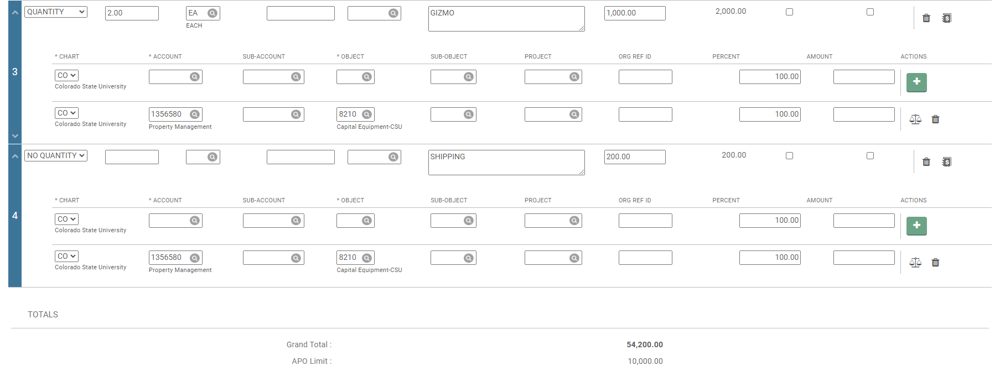 QUANTITY 2.00 EA GIZMO 1,000.00 2,000.00
EACH
* CHART * ACCOUNT SUB-ACCOUNT * OBJECT SUB-OBJECT PROJECT ORG REF ID PERCENT AMOUNT ACTIONS
3
CO 100.00
Colorado State University
CO 1356580 8210 100.00
Colorado State University Property Management Capital Equipment-CSU
NO QUANTITY SHIPPING 200.00 200.00
* CHART * ACCOUNT SUB-ACCOUNT * OBJECT SUB-OBJECT PROJECT ORG REF ID PERCENT AMOUNT ACTIONS
4
CO 100.00
Colorado State University
CO 1356580 8210 100.00
Colorado State University Property Management Capital Equipment-CSU
TOTALS
Grand Total : 54,200.00
APO Limit : 10,000.00